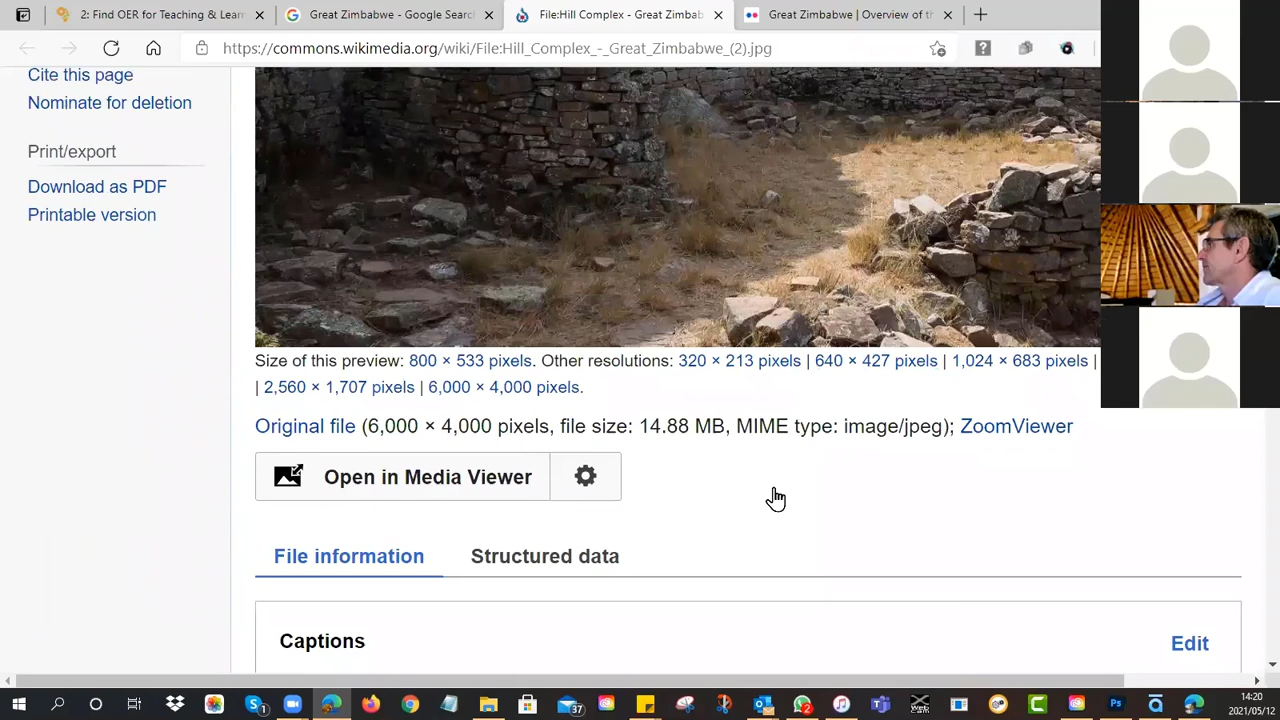 2: Find OER for Teaching & Learn
Great Zimbabwe - Google Search
File:Hill Complex - Great Zimbab
Great Zimbabwe | Overview of th
https://commons.wikimedia.org/wiki/File:Hill_Complex_-_Great_Zimbabwe_(2).jpg
Cite this page
Nominate for deletion
Print/export
Download as PDF
Printable version
Size of this preview: 800 × 533 pixels. Other resolutions: 320 × 213 pixels | 640 × 427 pixels | 1,024 × 683 pixels |
| 2,560 × 1,707 pixels | 6,000 × 4,000 pixels.
Original file (6,000 × 4,000 pixels, file size: 14.88 MB, MIME type: image/jpeg); ZoomViewer
Open in Media Viewer
File information
Structured data
Captions
Edit
1
37
2
Ps
14:20
2021/05/12